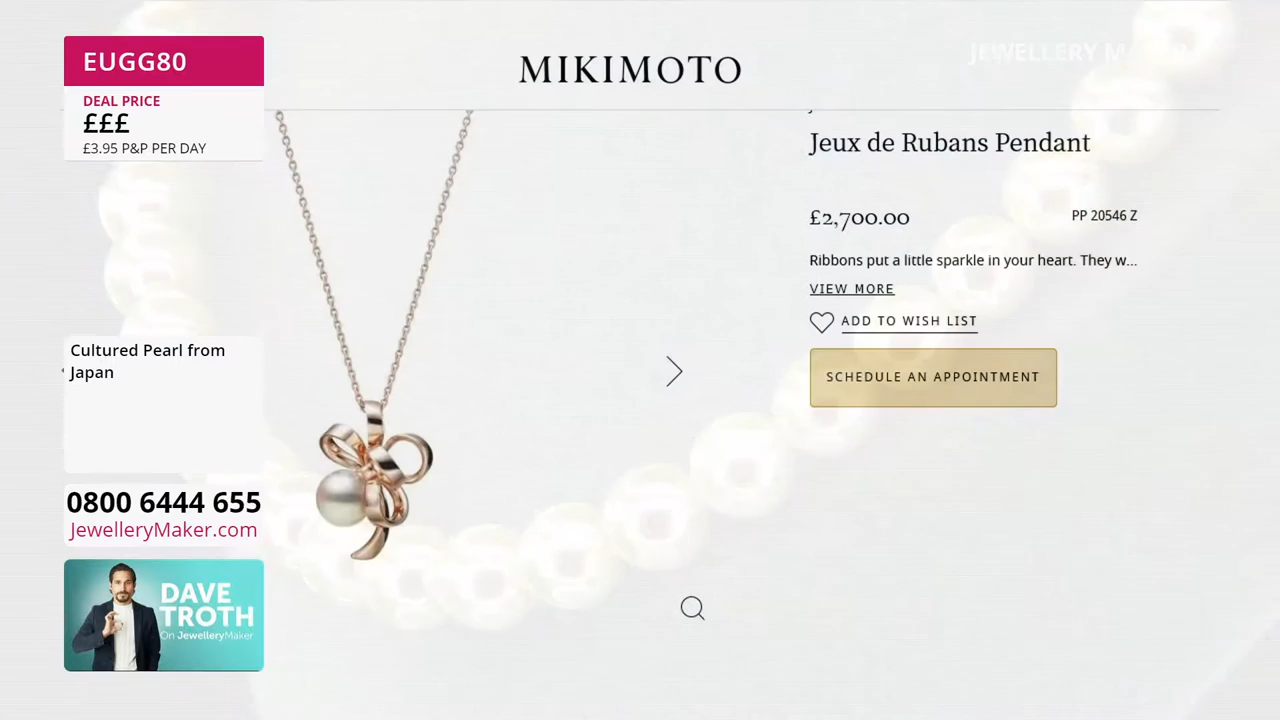 EUGG80
DEAL PRICE
£££
£3.95 P&P PER DAY
MIKIMOTO
JEWELLERY MAKER
Jeux de Rubans Pendant
£2,700.00
PP 20546 Z
Ribbons put a little sparkle in your heart. They w...
VIEW MORE
ADD TO WISH LIST
SCHEDULE AN APPOINTMENT
Cultured Pearl from
Japan
0800 6444 655
JewelleryMaker.com
DAVE
TROTH
On JewelleryMaker